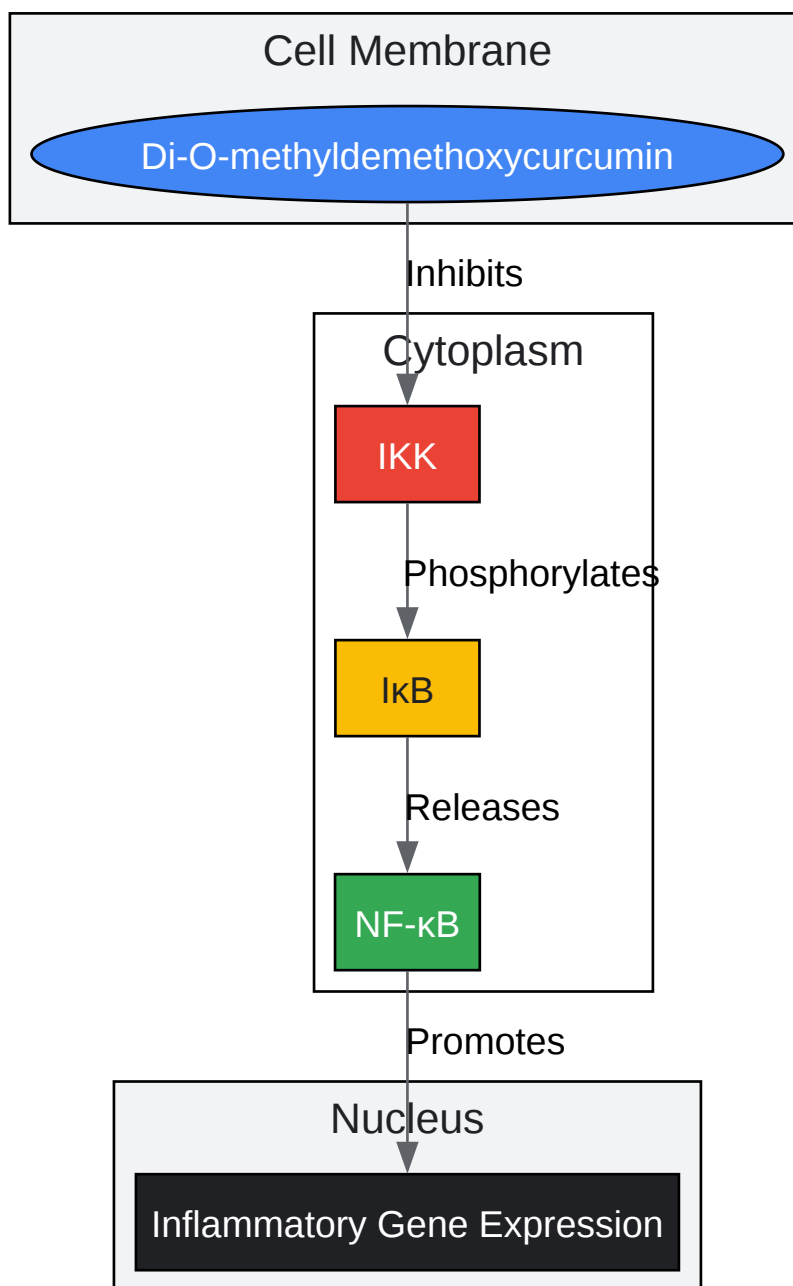 Cell Membrane
Di-O-methyldemethoxycurcumin
Inhibits
Cytoplasm
IKK
Phosphorylates
IκB
Releases
NF-κB
Promotes
Nucleus
Inflammatory Gene Expression